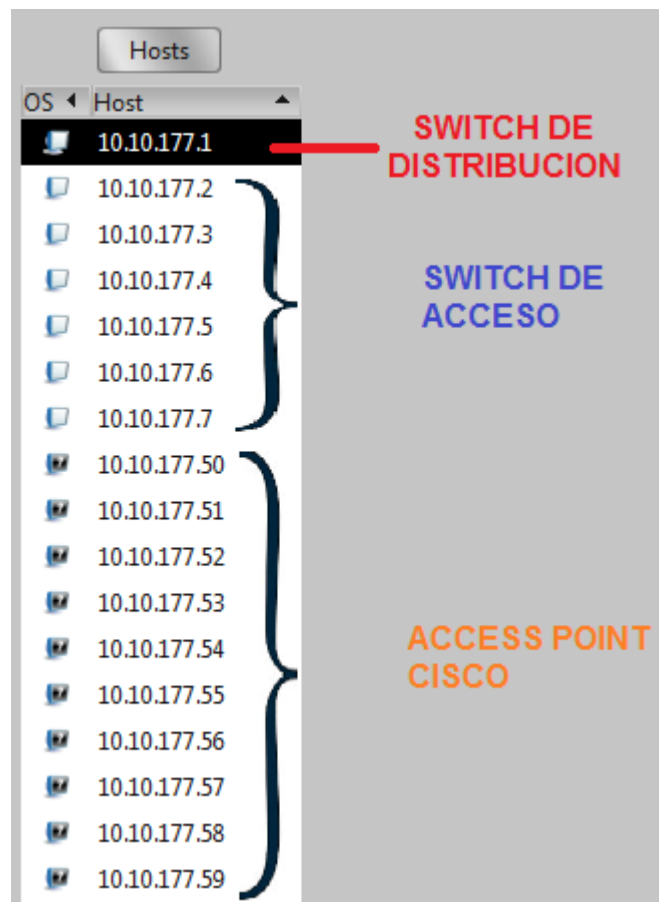 Hosts
OS Host
10.10.177.1
SWITCH DE
DISTRIBUCION
10.10.177.2
10.10.177.3
10.10.177.4
10.10.177.5
10.10.177.6
10.10.177.7
SWITCH DE
ACCESO
10.10.177.50
10.10.177.51
10.10.177.52
10.10.177.53
10.10.177.54
10.10.177.55
10.10.177.56
10.10.177.57
10.10.177.58
10.10.177.59
ACCESS POINT
CISCO